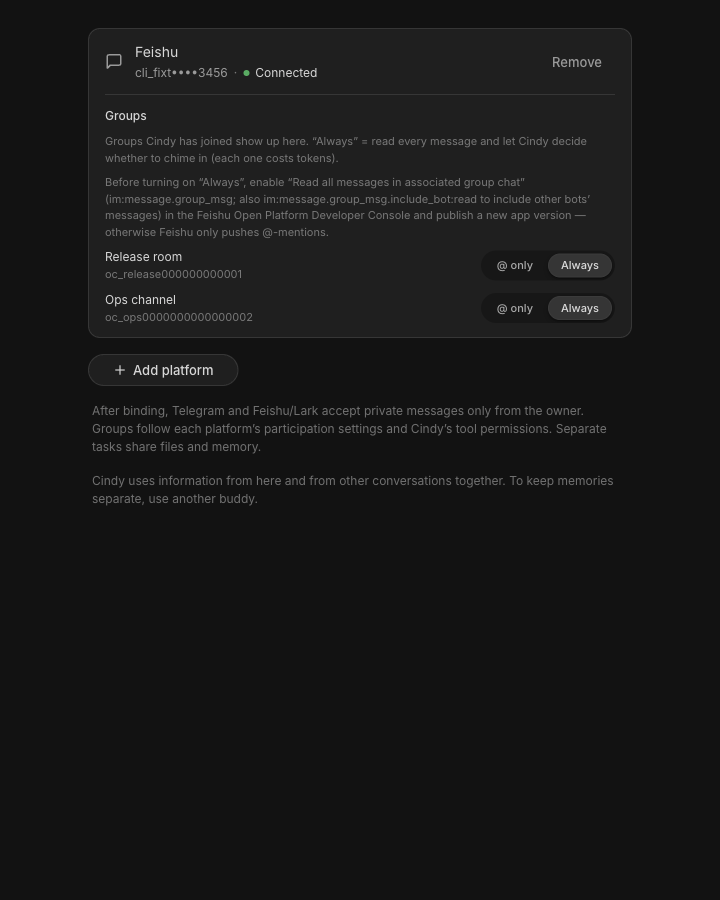 Feishu
cli_fixt••••3456 · Connected
Remove
Groups
Groups Cindy has joined show up here. “Always” = read every message and let Cindy decide
whether to chime in (each one costs tokens).
Before turning on “Always”, enable “Read all messages in associated group chat”
(im:message.group_msg; also im:message.group_msg.include_bot:read to include other bots’
messages) in the Feishu Open Platform Developer Console and publish a new app version —
otherwise Feishu only pushes @-mentions.
Release room
oc_release000000000001
@ only
Always
Ops channel
oc_ops0000000000000002
@ only
Always
+ Add platform
After binding, Telegram and Feishu/Lark accept private messages only from the owner.
Groups follow each platform’s participation settings and Cindy’s tool permissions. Separate
tasks share files and memory.
Cindy uses information from here and from other conversations together. To keep memories
separate, use another buddy.